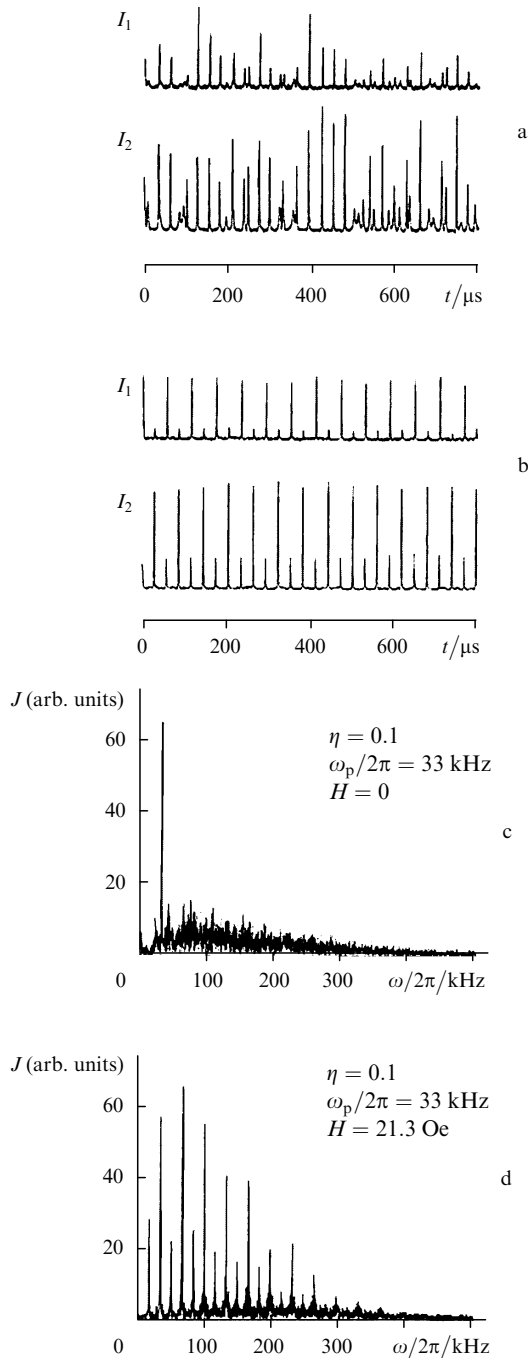 I₁
a
I₂
0 200 400 600 t/μs
I₁
b
I₂
0 200 400 600 t/μs
J (arb. units)
60
η = 0.1
ωₚ/2π = 33 kHz
H = 0
40
c
20
0 100 200 300 ω/2π/kHz
J (arb. units)
η = 0.1
60
ωₚ/2π = 33 kHz
H = 21.3 Oe
d
40
20
0 100 200 300 ω/2π/kHz